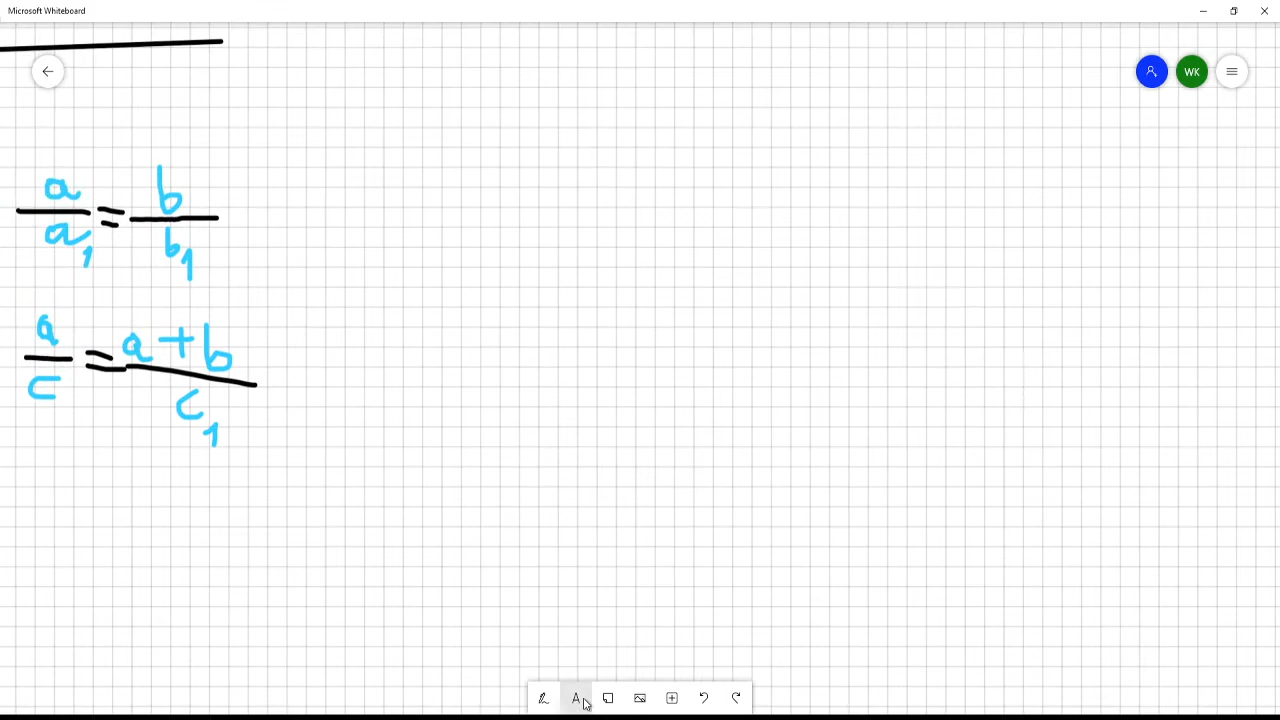 Microsoft Whiteboard
WK
a/a₁ = b/b₁
a/c = a+b/c₁
A